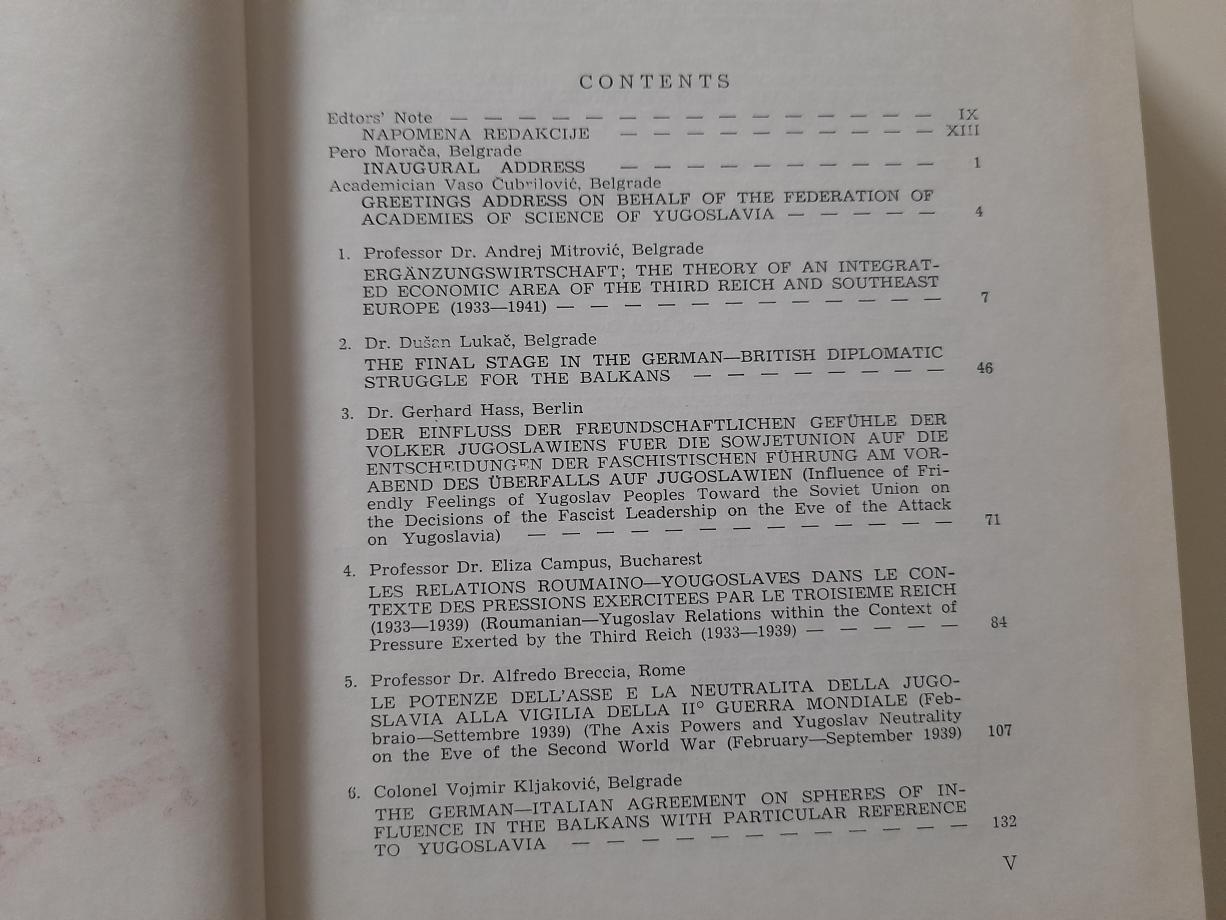 CONTENTS
Edtors' Note — — — — — — — — — — — — — — IX
NAPOMENA REDAKCIJE — — — — — — — — — XIII
Pero Morača, Belgrade
INAUGURAL ADDRESS — — — — — — — — — 1
Academician Vaso Čubrilović, Belgrade
GREETINGS ADDRESS ON BEHALF OF THE FEDERATION OF
ACADEMIES OF SCIENCE OF YUGOSLAVIA — — — — — 4
1. Professor Dr. Andrej Mitrović, Belgrade
ERGÄNZUNGSWIRTSCHAFT; THE THEORY OF AN INTEGRAT-
ED ECONOMIC AREA OF THE THIRD REICH AND SOUTHEAST
EUROPE (1933—1941) — — — — — — — — — — — — 7
2. Dr. Dušan Lukač, Belgrade
THE FINAL STAGE IN THE GERMAN—BRITISH DIPLOMATIC
STRUGGLE FOR THE BALKANS — — — — — — — — 46
3. Dr. Gerhard Hass, Berlin
DER EINFLUSS DER FREUNDSCHAFTLICHEN GEFÜHLE DER
VOLKER JUGOSLAWIENS FUER DIE SOWJETUNION AUF DIE
ENTSCHEIDUNGEN DER FASCHISTISCHEN FÜHRUNG AM VOR-
ABEND DES ÜBERFALLS AUF JUGOSLAWIEN (Influence of Fri-
endly Feelings of Yugoslav Peoples Toward the Soviet Union on
the Decisions of the Fascist Leadership on the Eve of the Attack
on Yugoslavia) — — — — — — — — — — — — — 71
4. Professor Dr. Eliza Campus, Bucharest
LES RELATIONS ROUMAINO—YOUGOSLAVES DANS LE CON-
TEXTE DES PRESSIONS EXERCITEES PAR LE TROISIEME REICH
(1933—1939) (Roumanian—Yugoslav Relations within the Context of
Pressure Exerted by the Third Reich (1933—1939) — — — — — 84
5. Professor Dr. Alfredo Breccia, Rome
LE POTENZE DELL'ASSE E LA NEUTRALITA DELLA JUGO-
SLAVIA ALLA VIGILIA DELLA II° GUERRA MONDIALE (Feb-
braio—Settembre 1939) (The Axis Powers and Yugoslav Neutrality
on the Eve of the Second World War (February—September 1939) 107
6. Colonel Vojmir Kljaković, Belgrade
THE GERMAN—ITALIAN AGREEMENT ON SPHERES OF IN-
FLUENCE IN THE BALKANS WITH PARTICULAR REFERENCE
TO YUGOSLAVIA — — — — — — — — — — — 132
V